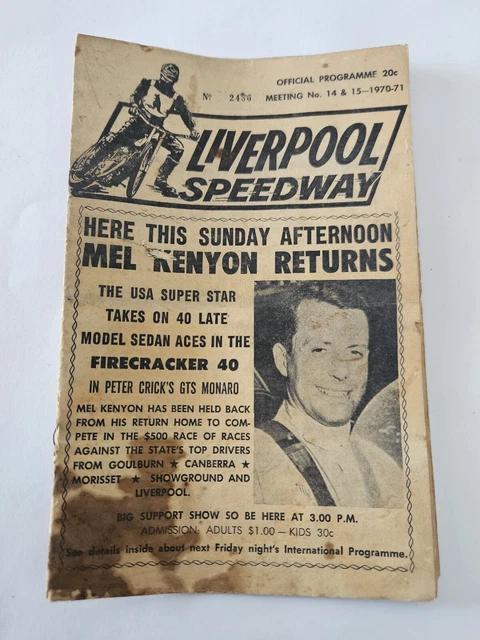 OFFICIAL PROGRAMME 20c
Nº 2436 MEETING No. 14 & 15—1970-71
LIVERPOOL
SPEEDWAY
HERE THIS SUNDAY AFTERNOON
MEL KENYON RETURNS
THE USA SUPER STAR
TAKES ON 40 LATE
MODEL SEDAN ACES IN THE
FIRECRACKER 40
IN PETER CRICK'S GTS MONARO
MEL KENYON HAS BEEN HELD BACK
FROM HIS RETURN HOME TO COM-
PETE IN THE $500 RACE OF RACES
AGAINST THE STATE'S TOP DRIVERS
FROM GOULBURN ★ CANBERRA ★
MORISSET ★ SHOWGROUND AND
LIVERPOOL.
BIG SUPPORT SHOW SO BE HERE AT 3.00 P.M.
ADMISSION: ADULTS $1.00 — KIDS 30c
See details inside about next Friday night's International Programme.